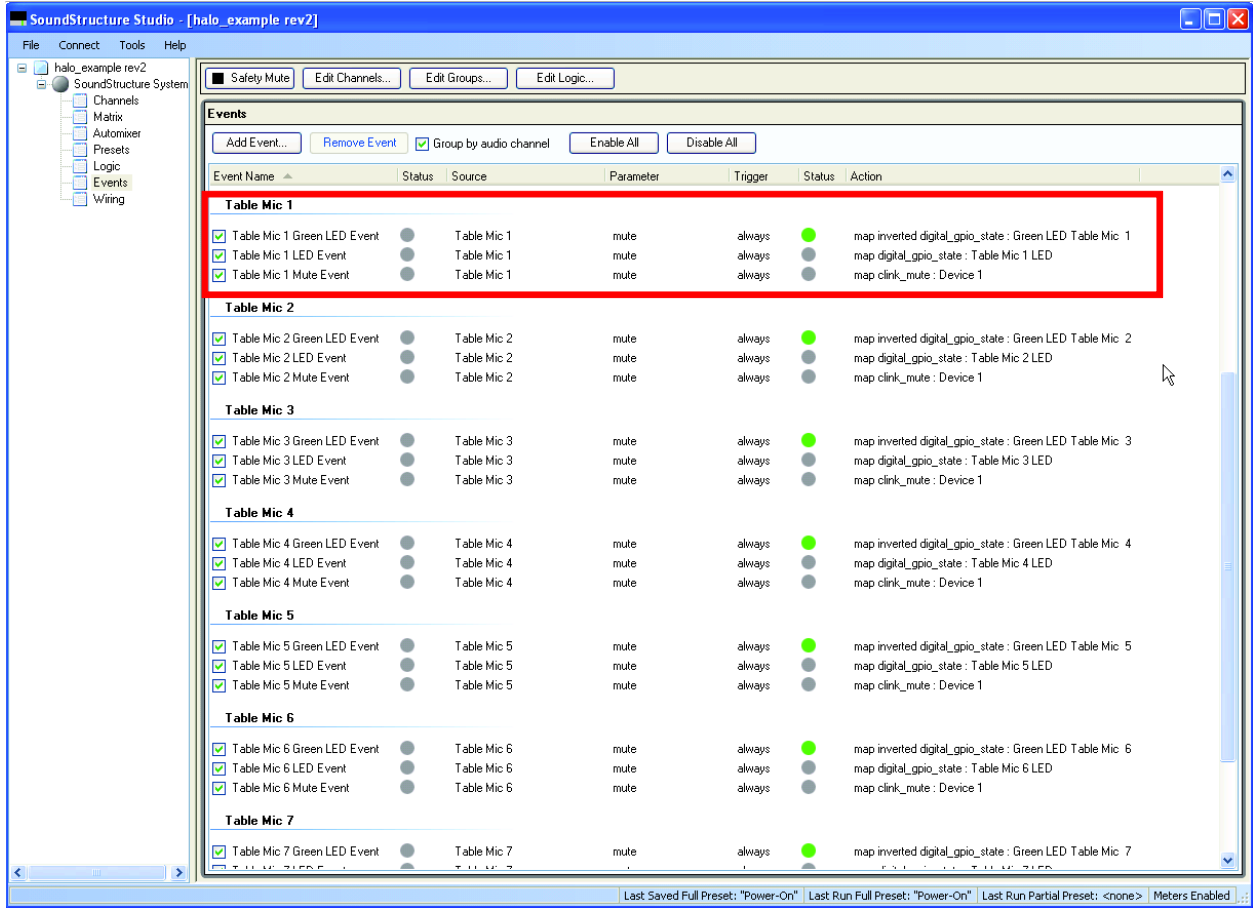 SoundStructure Studio - [halo_example rev2]
File Connect Tools Help
halo_example rev2
SoundStructure System
Channels
Matrix
Automixer
Presets
Logic
Events
Wiring
Safety Mute Edit Channels... Edit Groups... Edit Logic...
Events
Add Event... Remove Event Group by audio channel Enable All Disable All
Event Name Status Source Parameter Trigger Status Action
Table Mic 1
Table Mic 1 Green LED Event Table Mic 1 mute always map inverted digital_gpio_state : Green LED Table Mic 1
Table Mic 1 LED Event Table Mic 1 mute always map digital_gpio_state : Table Mic 1 LED
Table Mic 1 Mute Event Table Mic 1 mute always map clink_mute : Device 1
Table Mic 2
Table Mic 2 Green LED Event Table Mic 2 mute always map inverted digital_gpio_state : Green LED Table Mic 2
Table Mic 2 LED Event Table Mic 2 mute always map digital_gpio_state : Table Mic 2 LED
Table Mic 2 Mute Event Table Mic 2 mute always map clink_mute : Device 1
Table Mic 3
Table Mic 3 Green LED Event Table Mic 3 mute always map inverted digital_gpio_state : Green LED Table Mic 3
Table Mic 3 LED Event Table Mic 3 mute always map digital_gpio_state : Table Mic 3 LED
Table Mic 3 Mute Event Table Mic 3 mute always map clink_mute : Device 1
Table Mic 4
Table Mic 4 Green LED Event Table Mic 4 mute always map inverted digital_gpio_state : Green LED Table Mic 4
Table Mic 4 LED Event Table Mic 4 mute always map digital_gpio_state : Table Mic 4 LED
Table Mic 4 Mute Event Table Mic 4 mute always map clink_mute : Device 1
Table Mic 5
Table Mic 5 Green LED Event Table Mic 5 mute always map inverted digital_gpio_state : Green LED Table Mic 5
Table Mic 5 LED Event Table Mic 5 mute always map digital_gpio_state : Table Mic 5 LED
Table Mic 5 Mute Event Table Mic 5 mute always map clink_mute : Device 1
Table Mic 6
Table Mic 6 Green LED Event Table Mic 6 mute always map inverted digital_gpio_state : Green LED Table Mic 6
Table Mic 6 LED Event Table Mic 6 mute always map digital_gpio_state : Table Mic 6 LED
Table Mic 6 Mute Event Table Mic 6 mute always map clink_mute : Device 1
Table Mic 7
Table Mic 7 Green LED Event Table Mic 7 mute always map inverted digital_gpio_state : Green LED Table Mic 7
Last Saved Full Preset: "Power-On" Last Run Full Preset: "Power-On" Last Run Partial Preset: <none> Meters Enabled